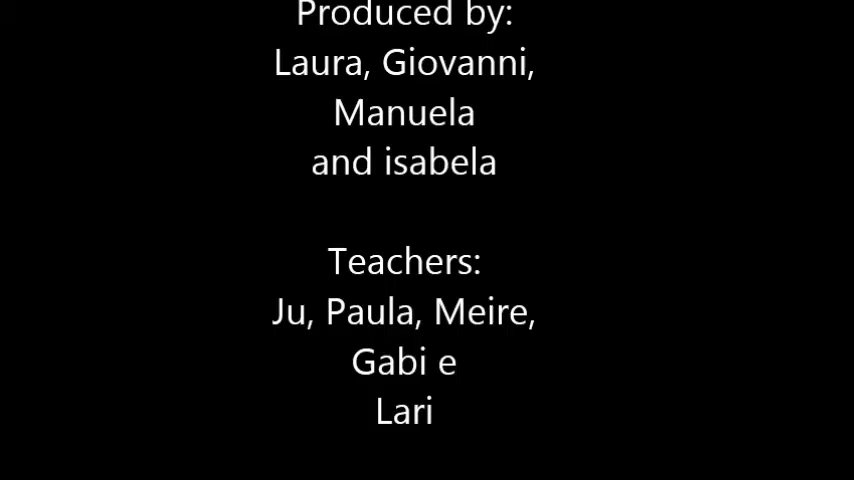 Produced by:
Laura, Giovanni,
Manuela
and isabela
Teachers:
Ju, Paula, Meire,
Gabi e
Lari